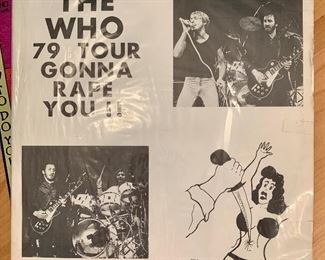 THE
WHO
79 TOUR
GONNA
RAPE
YOU !!